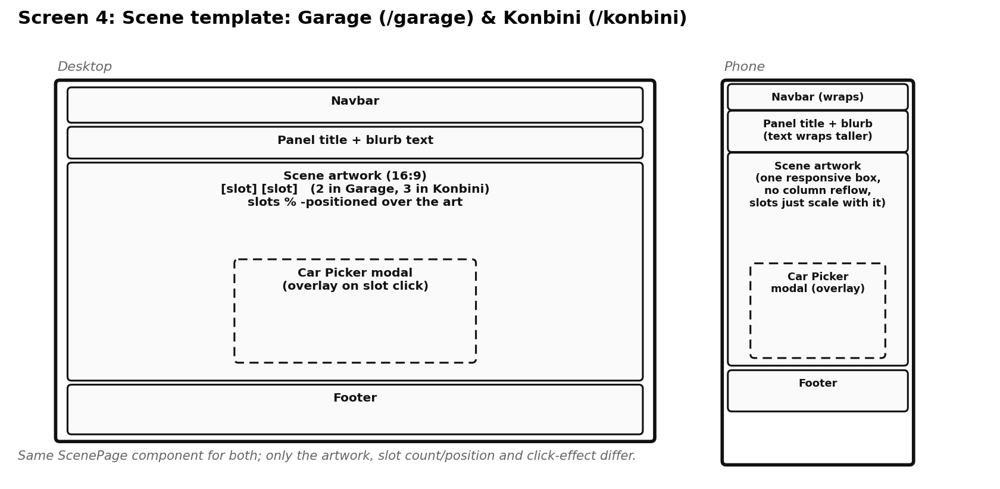 Screen 4: Scene template: Garage (/garage) & Konbini (/konbini)
Desktop
Navbar
Panel title + blurb text
Scene artwork (16:9)
[slot] [slot]   (2 in Garage, 3 in Konbini)
slots % -positioned over the art
Car Picker modal
(overlay on slot click)
Footer
Same ScenePage component for both; only the artwork, slot count/position and click-effect differ.
Phone
Navbar (wraps)
Panel title + blurb
(text wraps taller)
Scene artwork
(one responsive box,
no column reflow,
slots just scale with it)
Car Picker
modal (overlay)
Footer